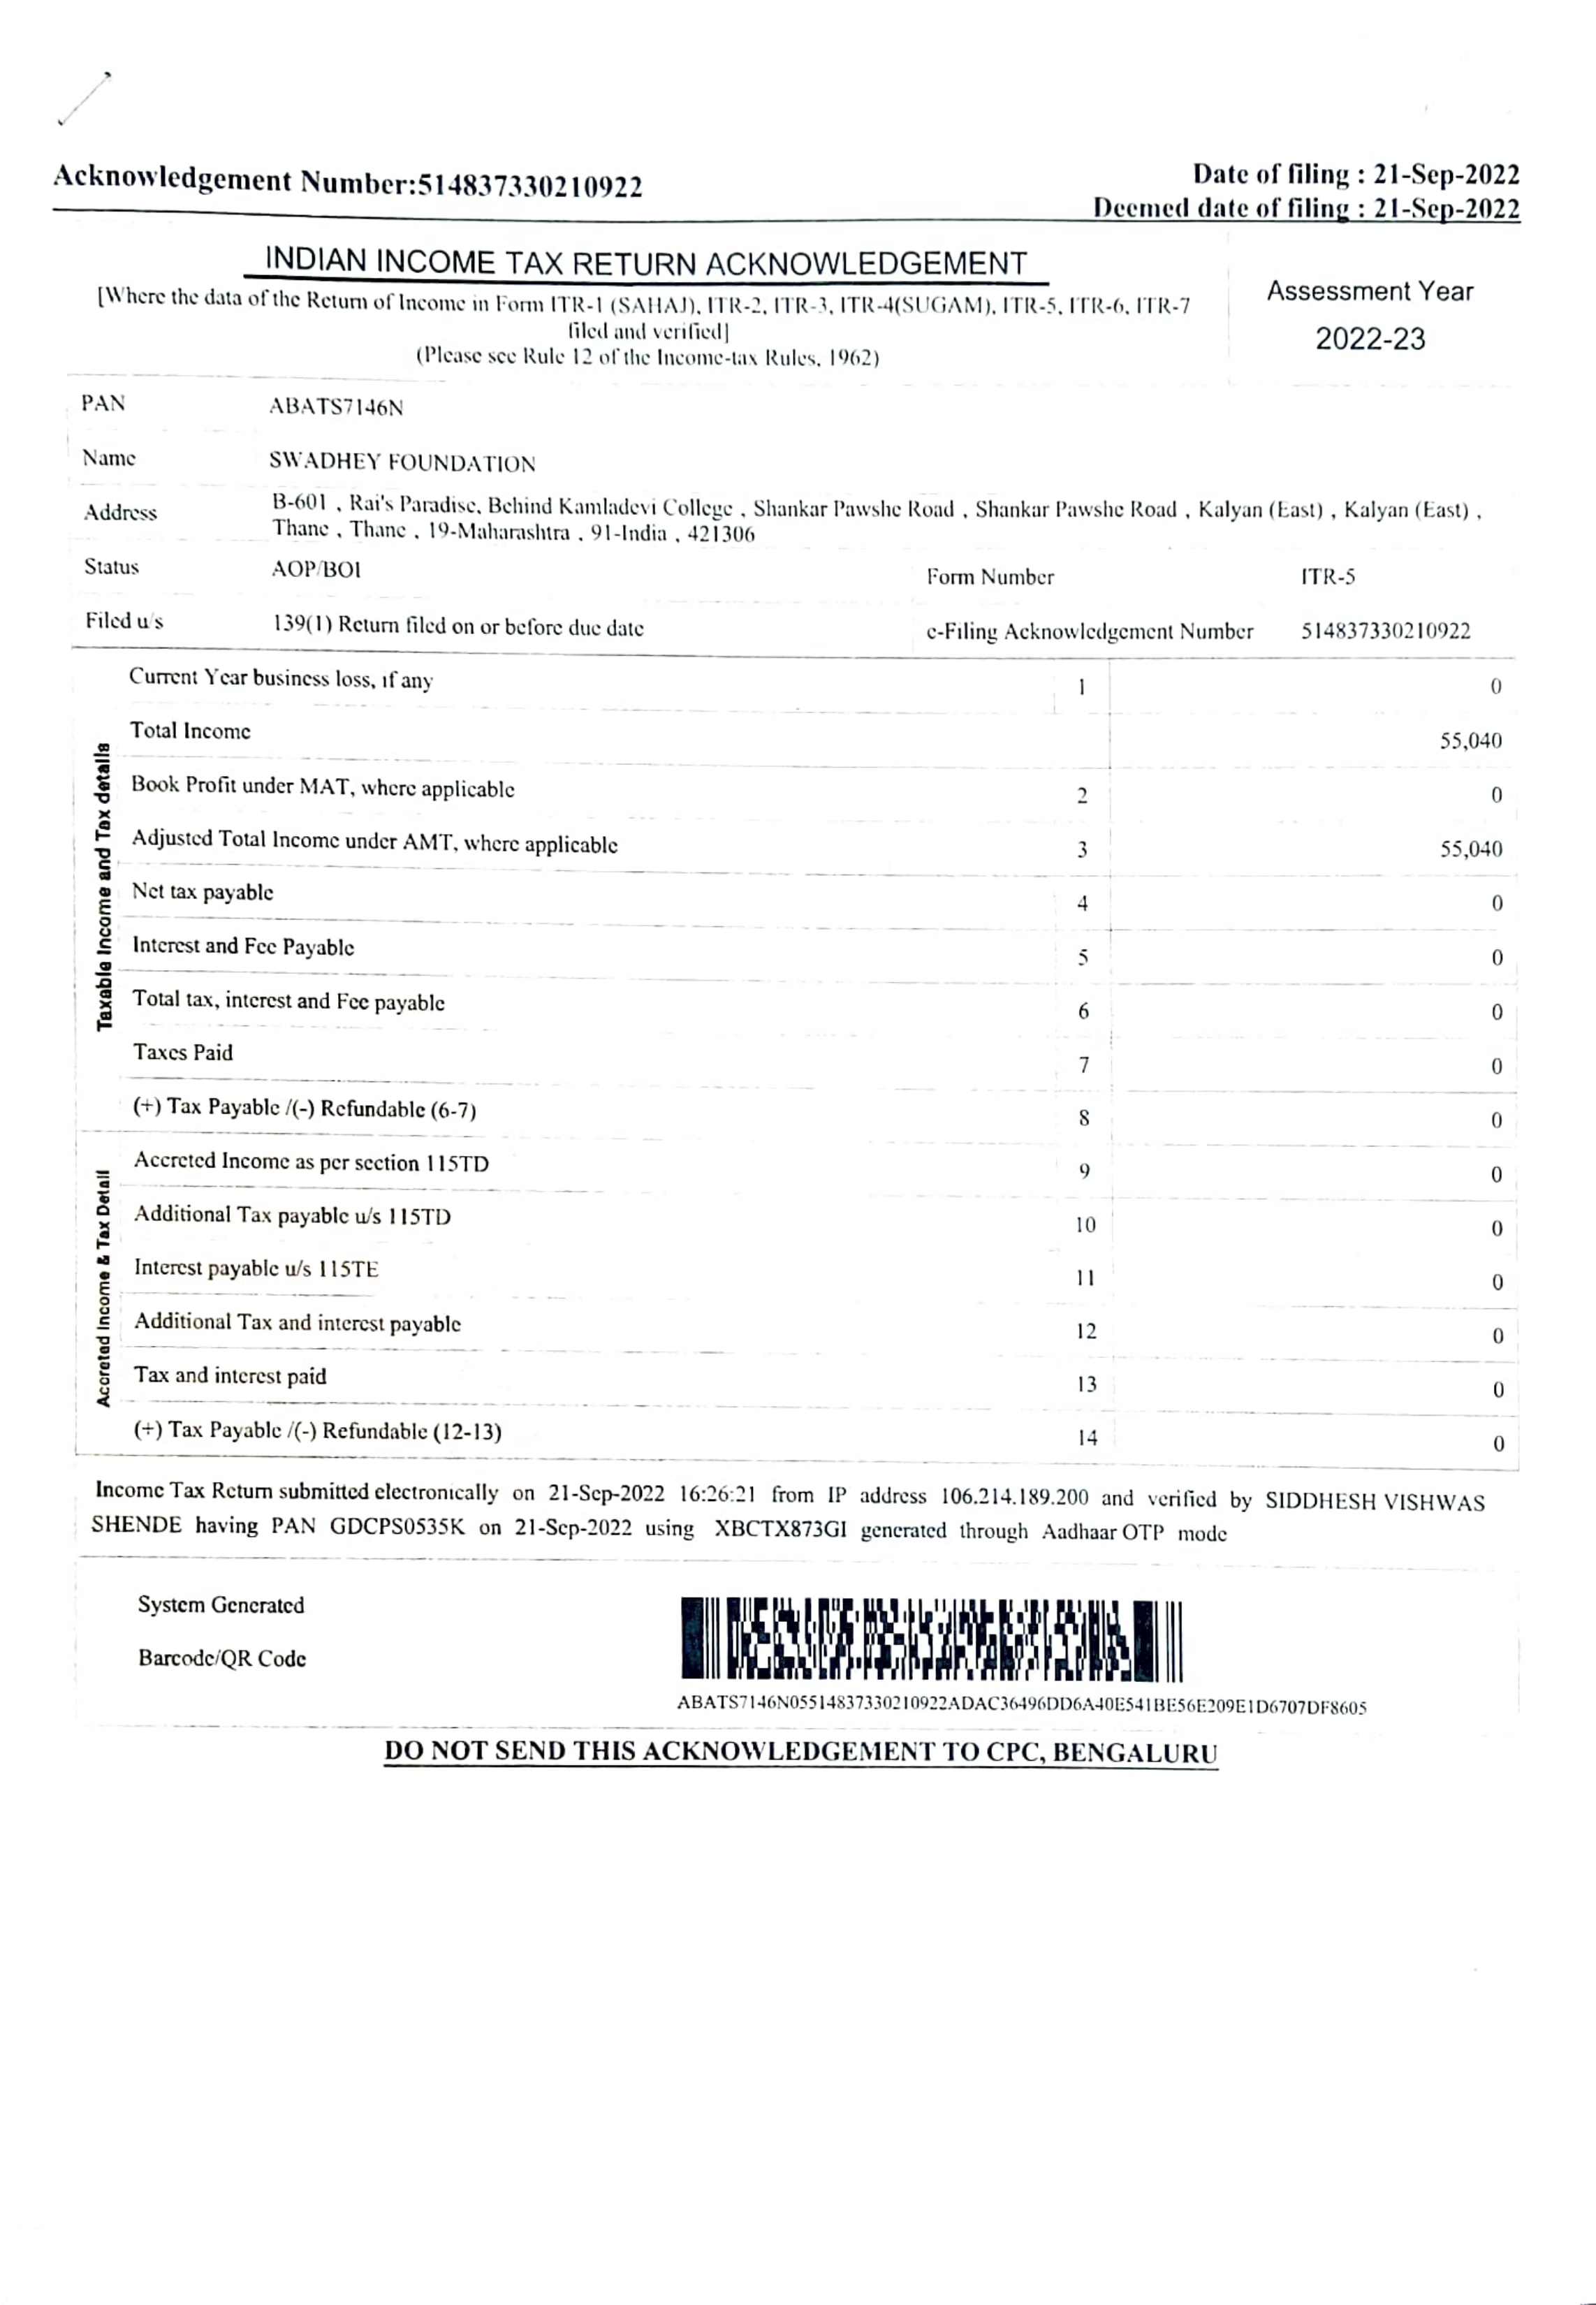 Acknowledgement Number:514837330210922
Date of filing : 21-Sep-2022
Deemed date of filing : 21-Sep-2022
INDIAN INCOME TAX RETURN ACKNOWLEDGEMENT
[Where the data of the Return of Income in Form ITR-1 (SAHAJ), ITR-2, ITR-3, ITR-4(SUGAM), ITR-5, ITR-6, ITR-7
filed and verified]
(Please see Rule 12 of the Income-tax Rules, 1962)
Assessment Year
2022-23
PAN ABATS7146N
Name SWADHEY FOUNDATION
Address B-601 , Rai's Paradise, Behind Kamladevi College , Shankar Pawshe Road , Shankar Pawshe Road , Kalyan (East) , Kalyan (East) ,
Thane , Thane , 19-Maharashtra , 91-India , 421306
Status AOP/BOI Form Number ITR-5
Filed u/s 139(1) Return filed on or before due date e-Filing Acknowledgement Number 514837330210922
Taxable Income and Tax details
Current Year business loss, if any 1 0
Total Income 55,040
Book Profit under MAT, where applicable 2 0
Adjusted Total Income under AMT, where applicable 3 55,040
Net tax payable 4 0
Interest and Fee Payable 5 0
Total tax, interest and Fee payable 6 0
Taxes Paid 7 0
(+) Tax Payable /(-) Refundable (6-7) 8 0
Accreted Income & Tax Detail
Accreted Income as per section 115TD 9 0
Additional Tax payable u/s 115TD 10 0
Interest payable u/s 115TE 11 0
Additional Tax and interest payable 12 0
Tax and interest paid 13 0
(+) Tax Payable /(-) Refundable (12-13) 14 0
Income Tax Return submitted electronically on 21-Sep-2022 16:26:21 from IP address 106.214.189.200 and verified by SIDDHESH VISHWAS
SHENDE having PAN GDCPS0535K on 21-Sep-2022 using XBCTX873GI generated through Aadhaar OTP mode
System Generated
Barcode/QR Code
ABATS7146N05514837330210922ADAC36496DD6A40E541BE56E209E1D6707DF8605
DO NOT SEND THIS ACKNOWLEDGEMENT TO CPC, BENGALURU